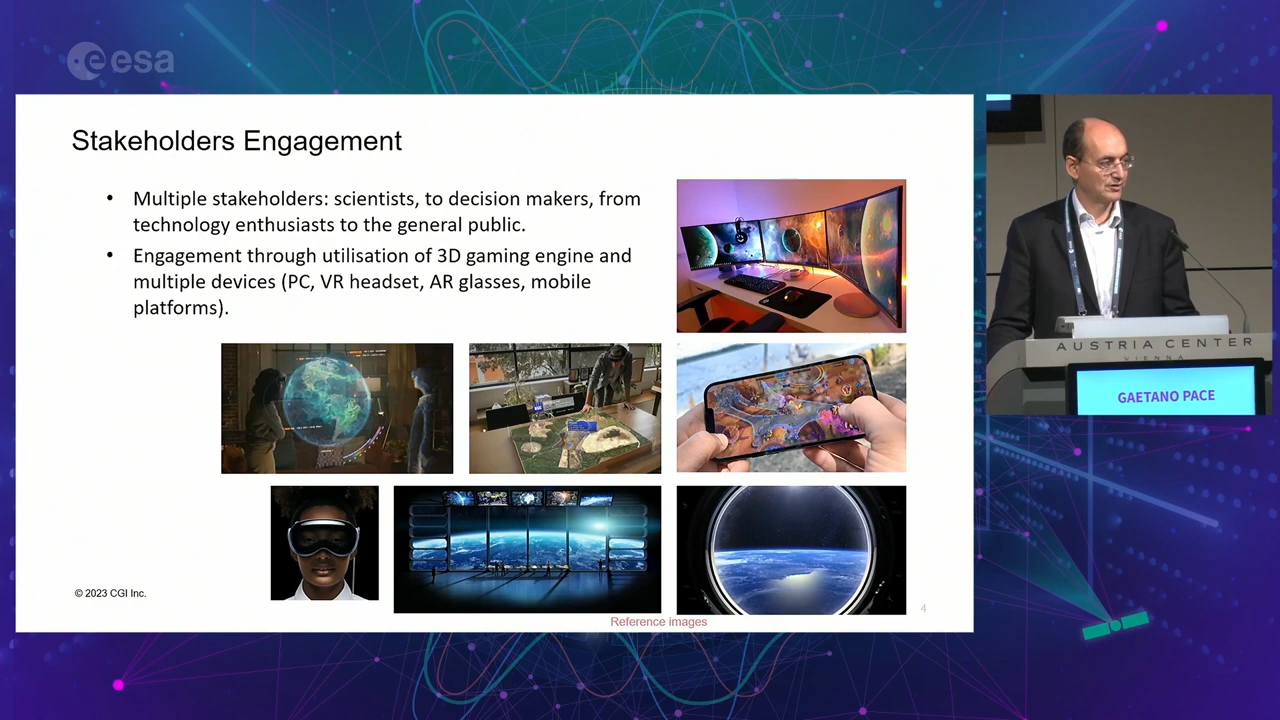 esa
Stakeholders Engagement
• Multiple stakeholders: scientists, to decision makers, from
technology enthusiasts to the general public.
• Engagement through utilisation of 3D gaming engine and
multiple devices (PC, VR headset, AR glasses, mobile
platforms).
© 2023 CGI Inc.
Reference images
4
AUSTRIA CENTER
VIENNA
GAETANO PACE